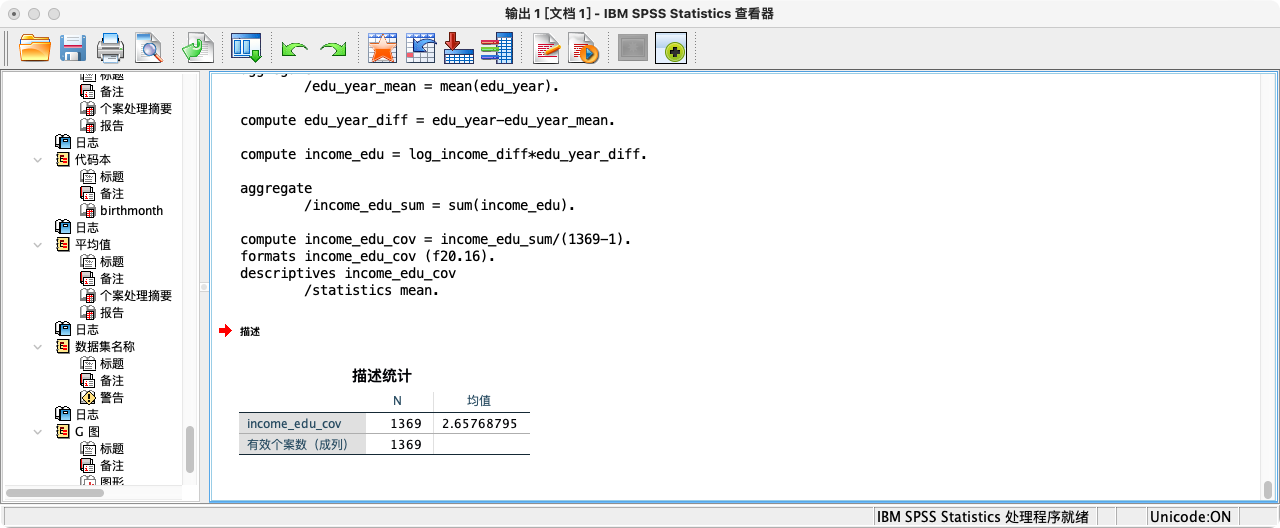 输出 1 [文档 1] - IBM SPSS Statistics 查看器
标题
备注
个案处理摘要
报告
日志
代码本
标题
备注
birthmonth
日志
平均值
标题
备注
个案处理摘要
报告
日志
数据集名称
标题
备注
警告
日志
G 图
标题
备注
图形
/edu_year_mean = mean(edu_year).
compute edu_year_diff = edu_year-edu_year_mean.
compute income_edu = log_income_diff*edu_year_diff.
aggregate
/income_edu_sum = sum(income_edu).
compute income_edu_cov = income_edu_sum/(1369-1).
formats income_edu_cov (f20.16).
descriptives income_edu_cov
/statistics mean.
描述
描述统计
N 均值
income_edu_cov 1369 2.65768795
有效个案数（成列） 1369
IBM SPSS Statistics 处理程序就绪 Unicode:ON